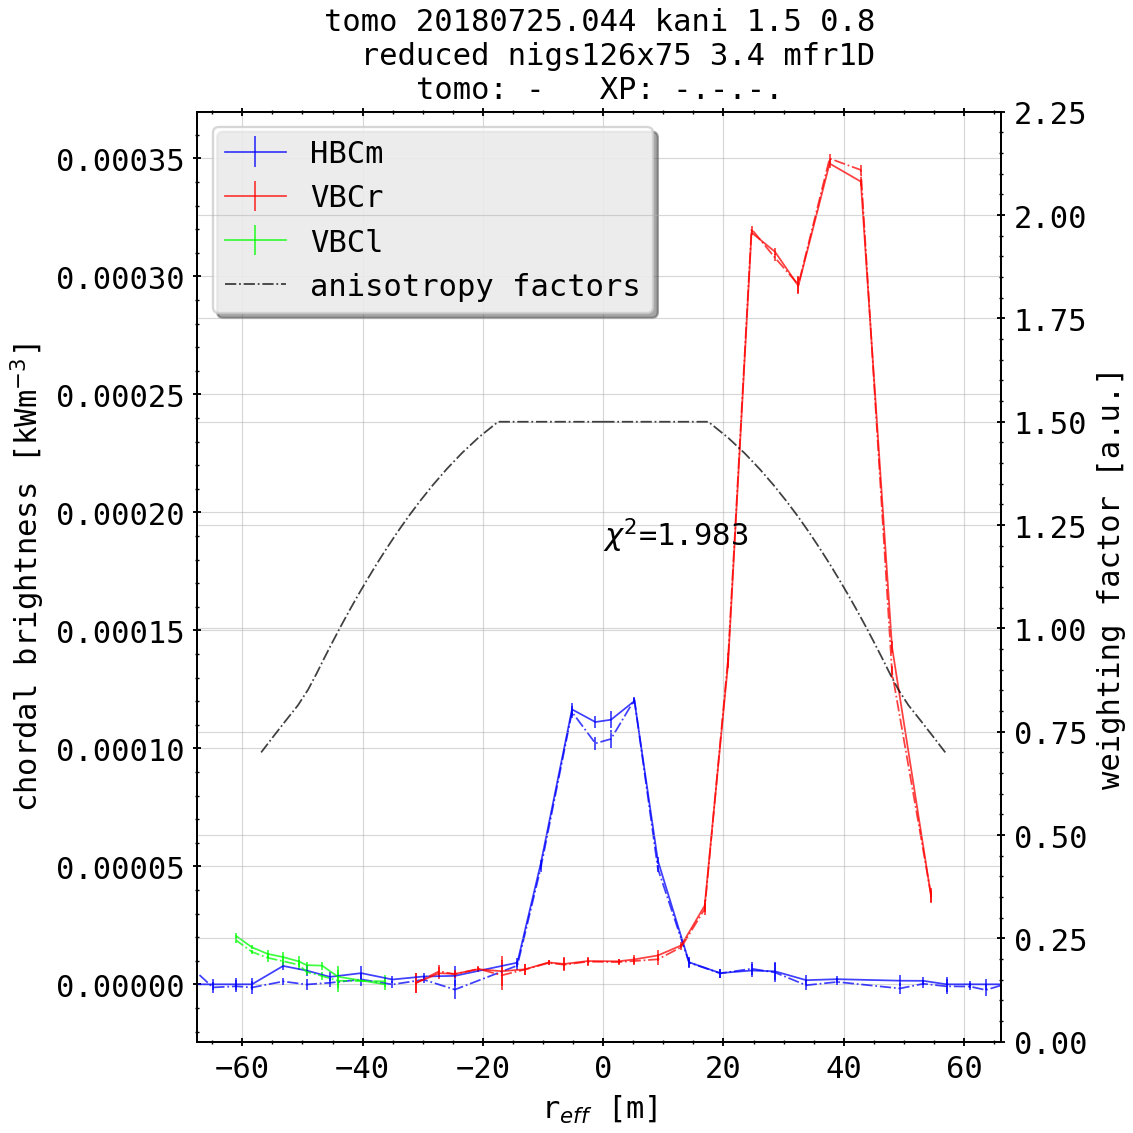 tomo 20180725.044 kani 1.5 0.8
reduced nigs126x75 3.4 mfr1D
tomo: -   XP: -.-.-.
HBCm
VBCr
VBCl
anisotropy factors
χ²=1.983
chordal brightness [kWm⁻³]
0.00035
0.00030
0.00025
0.00020
0.00015
0.00010
0.00005
0.00000
2.25
2.00
1.75
1.50
1.25
1.00
0.75
0.50
0.25
0.00
weighting factor [a.u.]
−60 −40 −20 0 20 40 60
r_eff [m]